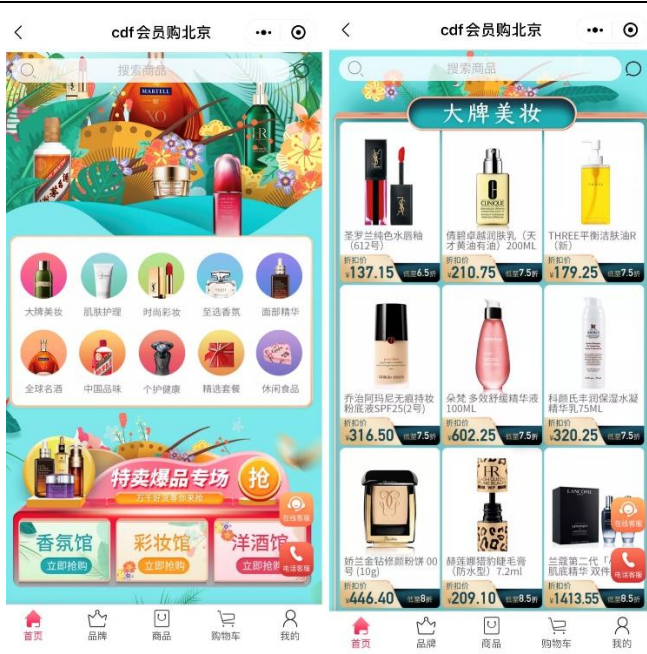 cdf会员购北京
搜索商品
MARTELL
XO
HR
大牌美妆
肌肤护理
时尚彩妆
至选香氛
面部精华
全球名酒
中国品味
个护健康
精选套餐
休闲食品
特卖爆品专场
抢
万千好货等你来抢
香氛馆
立即抢购
彩妆馆
立即抢购
洋酒馆
立即抢购
在线客服
电话客服
首页
品牌
商品
购物车
我的
cdf会员购北京
搜索商品
大牌美妆
CLINIQUE
THREE
圣罗兰纯色水唇釉
(612号)
折扣价
¥137.15 低至6.5折
倩碧卓越润肤乳（天
才黄油有油）200ML
折扣价
¥210.75 低至7.5折
THREE平衡洁肤油R
（新）
折扣价
¥179.25 低至7.5折
乔治阿玛尼无痕持妆
粉底液SPF25(2号)
折扣价
¥316.50 低至7.5折
朵梵 多效舒缓精华液
100ML
折扣价
¥602.25 低至7.5折
科颜氏丰润保湿水凝
精华乳75ML
折扣价
¥320.25 低至7.5折
HR
LANCOME
娇兰金钻修颜粉饼 00
号 (10g)
折扣价
¥446.40 低至8折
赫莲娜猎豹睫毛膏
（防水型）7.2ml
折扣价
¥209.10 低至8.5折
兰蔻第二代「
肌底精华 双件
折扣价
¥1413.55 低至8.5折
在线客服
电话客服
首页
品牌
商品
购物车
我的